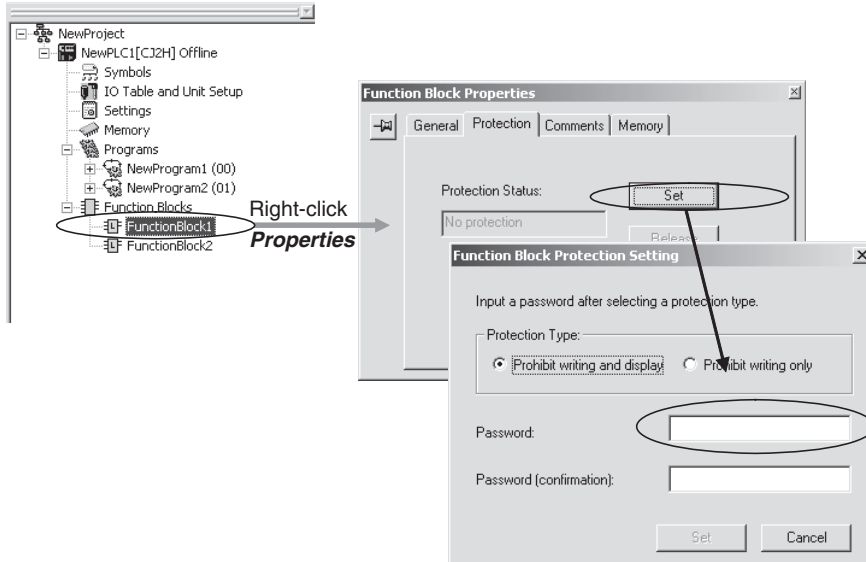 NewProject
NewPLC1[CJ2H] Offline
Symbols
IO Table and Unit Setup
Settings
Memory
Programs
NewProgram1 (00)
NewProgram2 (01)
Function Blocks
FunctionBlock1
FunctionBlock2
Right-click
Properties
Function Block Properties
General Protection Comments Memory
Protection Status:
Set
No protection
Release
Function Block Protection Setting
Input a password after selecting a protection type.
Protection Type:
Prohibit writing and display Prohibit writing only
Password:
Password (confirmation):
Set Cancel